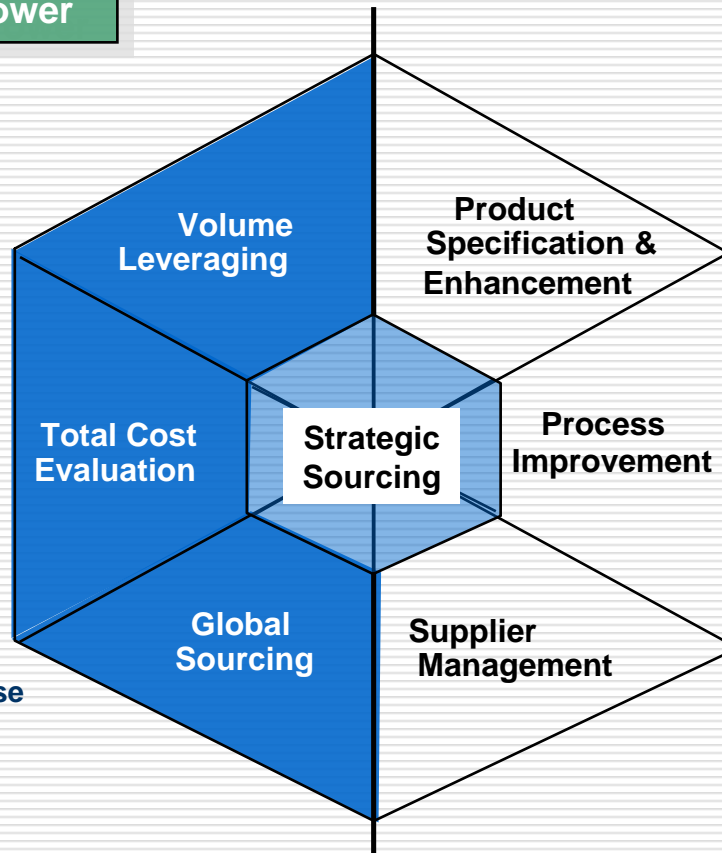 ower
Volume
Leveraging
Product
Specification &
Enhancement
Total Cost
Evaluation
Strategic
Sourcing
Process
Improvement
Global
Sourcing
Supplier
Management
se